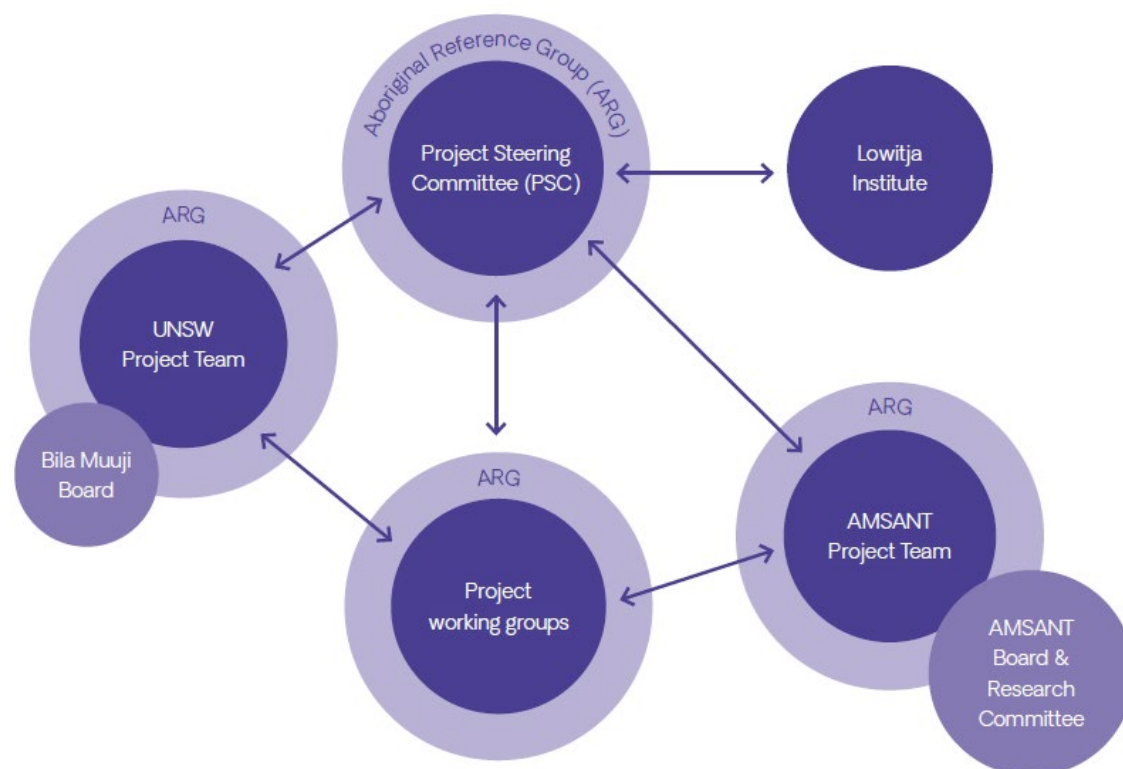 Aboriginal Reference Group (ARG)
Project Steering
Committee (PSC)
Lowitja
Institute
ARG
UNSW
Project Team
Bila Muuji
Board
ARG
Project
working groups
ARG
AMSANT
Project Team
AMSANT
Board &
Research
Committee